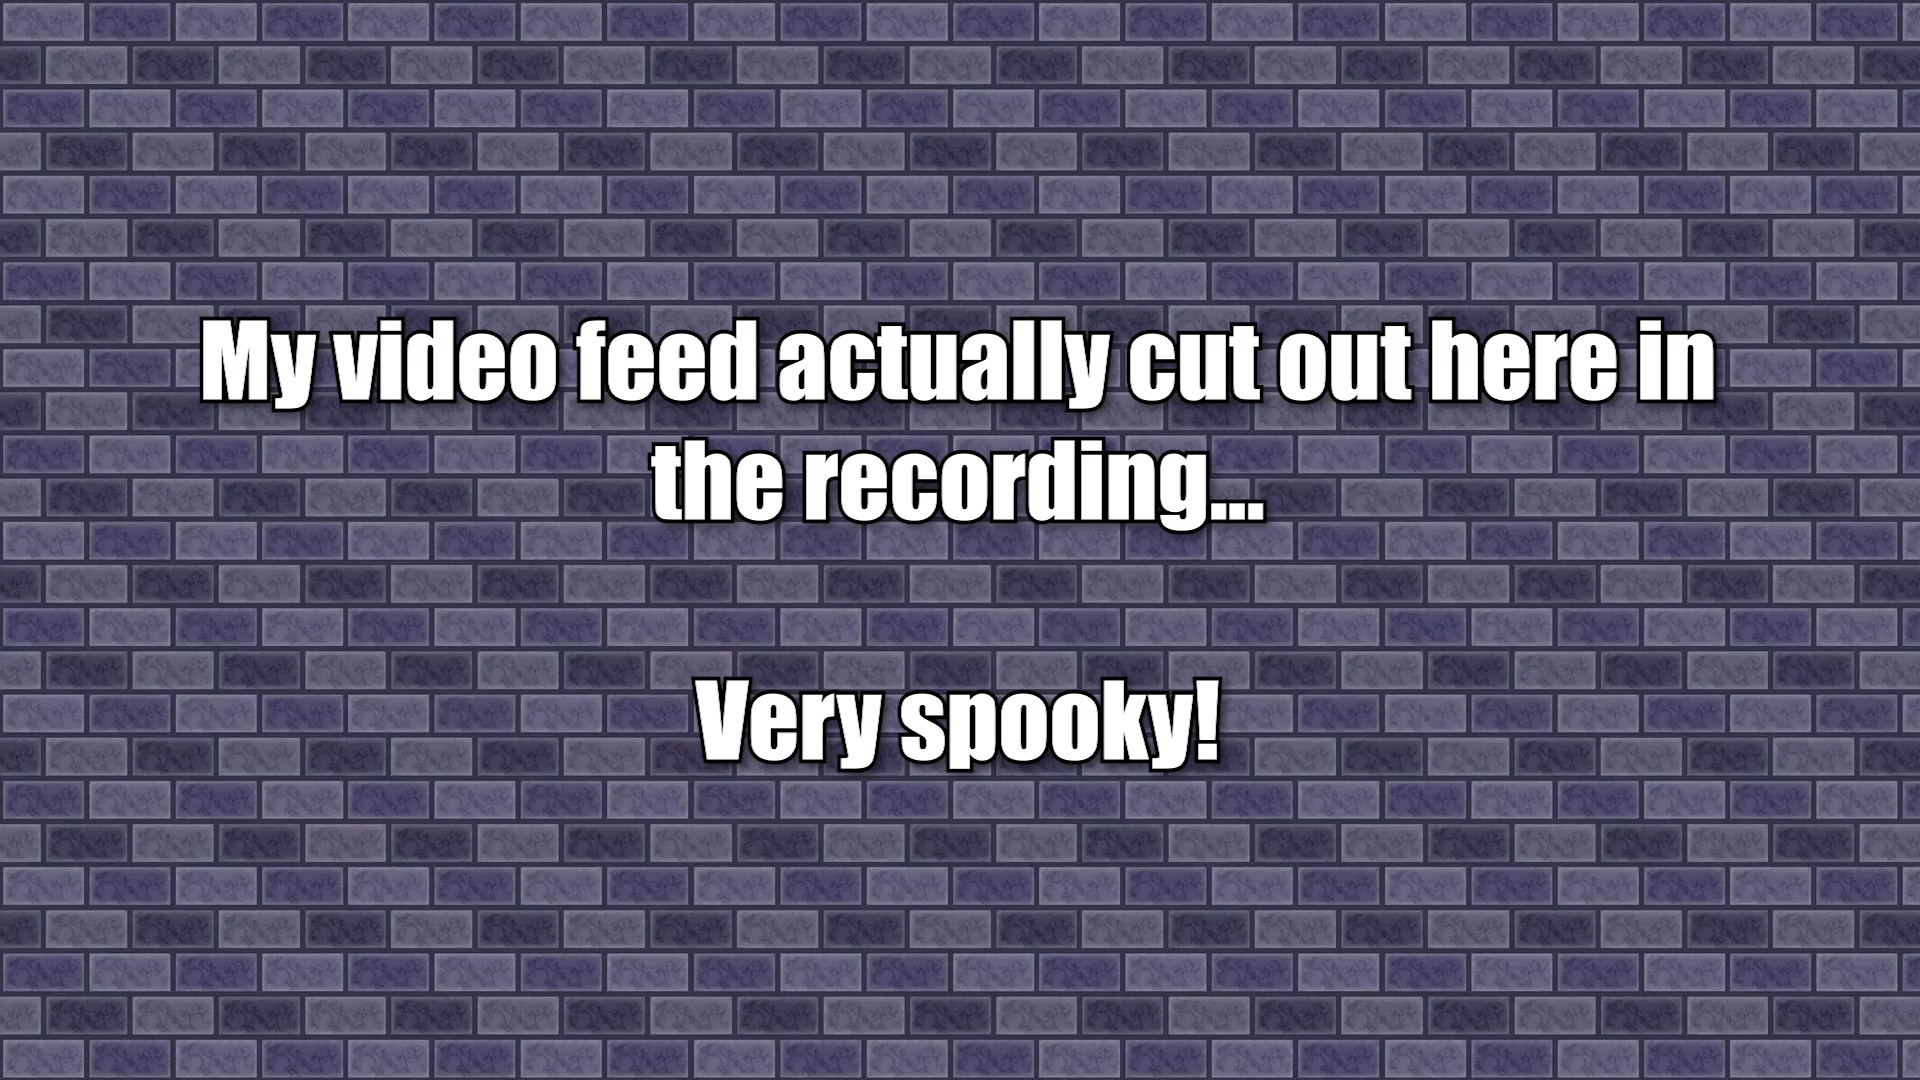 My video feed actually cut out here in
the recording...
Very spooky!